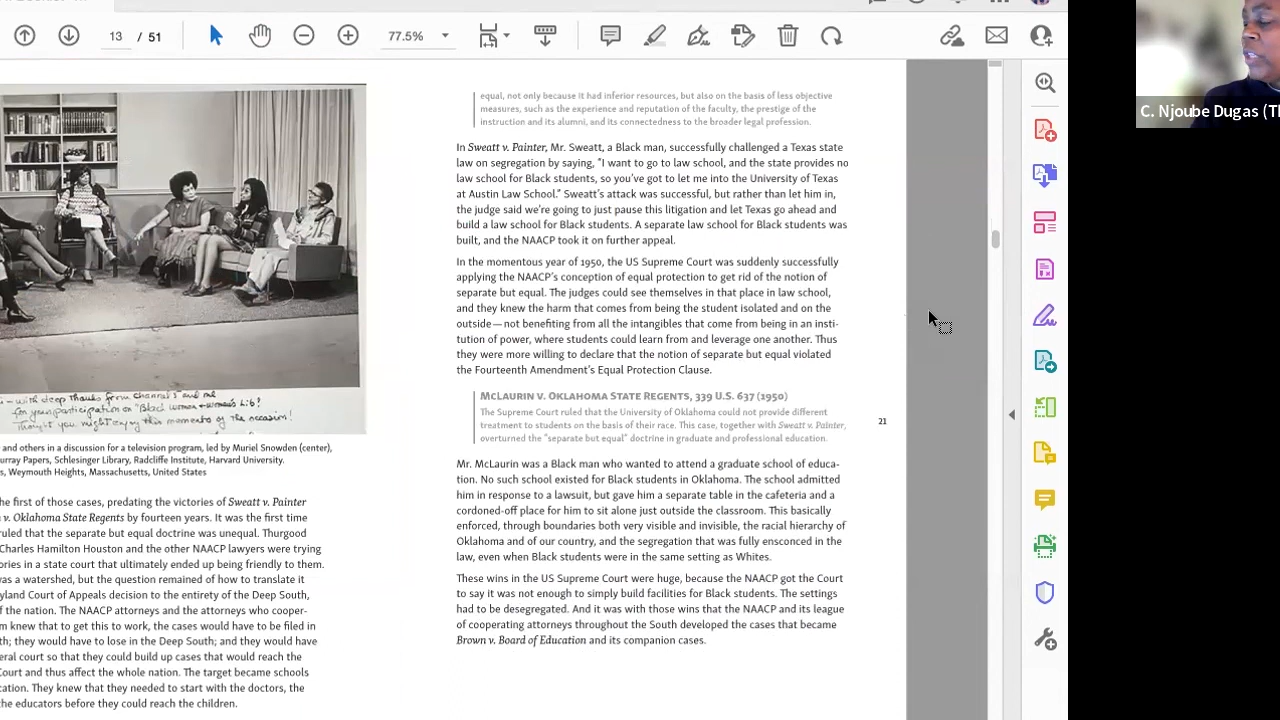 13 / 51
77.5%
C. Njoube Dugas (T
– with deep thanks from Channel 5 and me
for your participation on "Black women + women's Lib!
Thought you might enjoy this memento of the occasion!
and others in a discussion for a television program, led by Muriel Snowden (center),
urray Papers, Schlesinger Library, Radcliffe Institute, Harvard University.
s, Weymouth Heights, Massachusetts, United States
he first of those cases, predating the victories of Sweatt v. Painter
v. Oklahoma State Regents by fourteen years. It was the first time
ruled that the separate but equal doctrine was unequal. Thurgood
Charles Hamilton Houston and the other NAACP lawyers were trying
ories in a state court that ultimately ended up being friendly to them.
was a watershed, but the question remained of how to translate it
yland Court of Appeals decision to the entirety of the Deep South,
f the nation. The NAACP attorneys and the attorneys who cooper-
m knew that to get this to work, the cases would have to be filed in
th; they would have to lose in the Deep South; and they would have
eral court so that they could build up cases that would reach the
Court and thus affect the whole nation. The target became schools
cation. They knew that they needed to start with the doctors, the
the educators before they could reach the children.
equal, not only because it had inferior resources, but also on the basis of less objective
measures, such as the experience and reputation of the faculty, the prestige of the
instruction and its alumni, and its connectedness to the broader legal profession.
In Sweatt v. Painter, Mr. Sweatt, a Black man, successfully challenged a Texas state
law on segregation by saying, "I want to go to law school, and the state provides no
law school for Black students, so you've got to let me into the University of Texas
at Austin Law School." Sweatt's attack was successful, but rather than let him in,
the judge said we're going to just pause this litigation and let Texas go ahead and
build a law school for Black students. A separate law school for Black students was
built, and the NAACP took it on further appeal.
In the momentous year of 1950, the US Supreme Court was suddenly successfully
applying the NAACP's conception of equal protection to get rid of the notion of
separate but equal. The judges could see themselves in that place in law school,
and they knew the harm that comes from being the student isolated and on the
outside—not benefiting from all the intangibles that come from being in an insti-
tution of power, where students could learn from and leverage one another. Thus
they were more willing to declare that the notion of separate but equal violated
the Fourteenth Amendment's Equal Protection Clause.
McLAURIN V. OKLAHOMA STATE REGENTS, 339 U.S. 637 (1950)
The Supreme Court ruled that the University of Oklahoma could not provide different
treatment to students on the basis of their race. This case, together with Sweatt v. Painter,
overturned the "separate but equal" doctrine in graduate and professional education.
21
Mr. McLaurin was a Black man who wanted to attend a graduate school of educa-
tion. No such school existed for Black students in Oklahoma. The school admitted
him in response to a lawsuit, but gave him a separate table in the cafeteria and a
cordoned-off place for him to sit alone just outside the classroom. This basically
enforced, through boundaries both very visible and invisible, the racial hierarchy of
Oklahoma and of our country, and the segregation that was fully ensconced in the
law, even when Black students were in the same setting as Whites.
These wins in the US Supreme Court were huge, because the NAACP got the Court
to say it was not enough to simply build facilities for Black students. The settings
had to be desegregated. And it was with those wins that the NAACP and its league
of cooperating attorneys throughout the South developed the cases that became
Brown v. Board of Education and its companion cases.